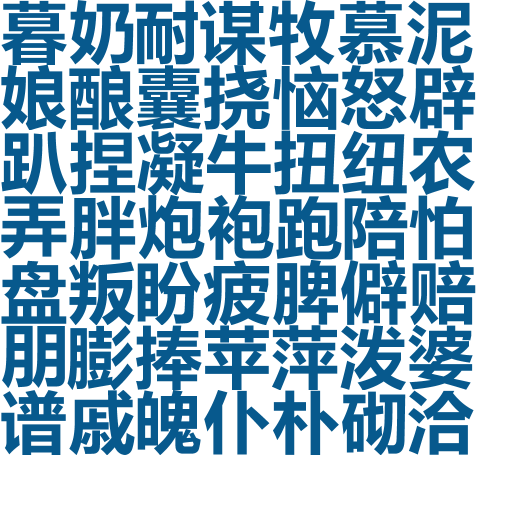 暮奶耐谋牧慕泥
娘酿囊挠恼怒辟
趴捏凝牛扭纽农
弄胖炮袍跑陪怕
盘叛盼疲脾僻赔
朋膨捧苹萍泼婆
谱戚魄仆朴砌洽